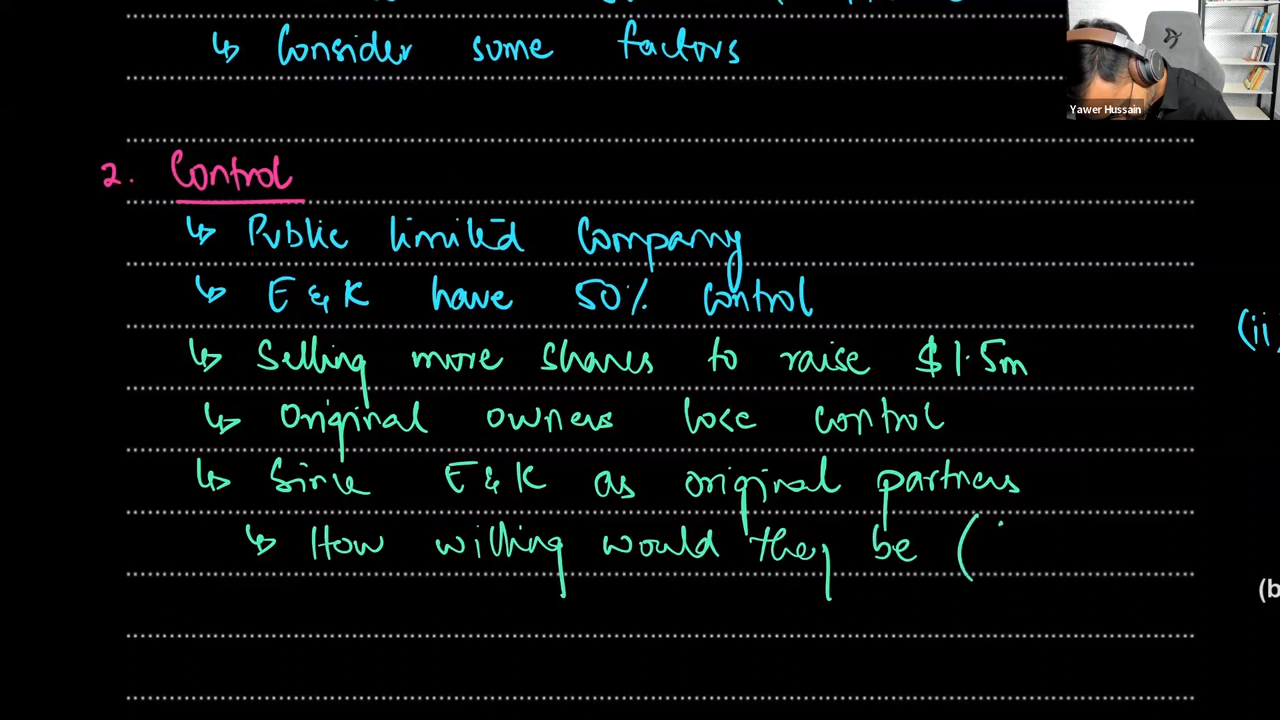 ↳ Consider some factors
Yawer Hussain
2. Control
↳ Public limited company
↳ E & K have 50% control
(ii)
↳ Selling more shares to raise $1.5m
↳ Original owners lose control
↳ Since E & K as original partners
↳ How willing would they be (
(b